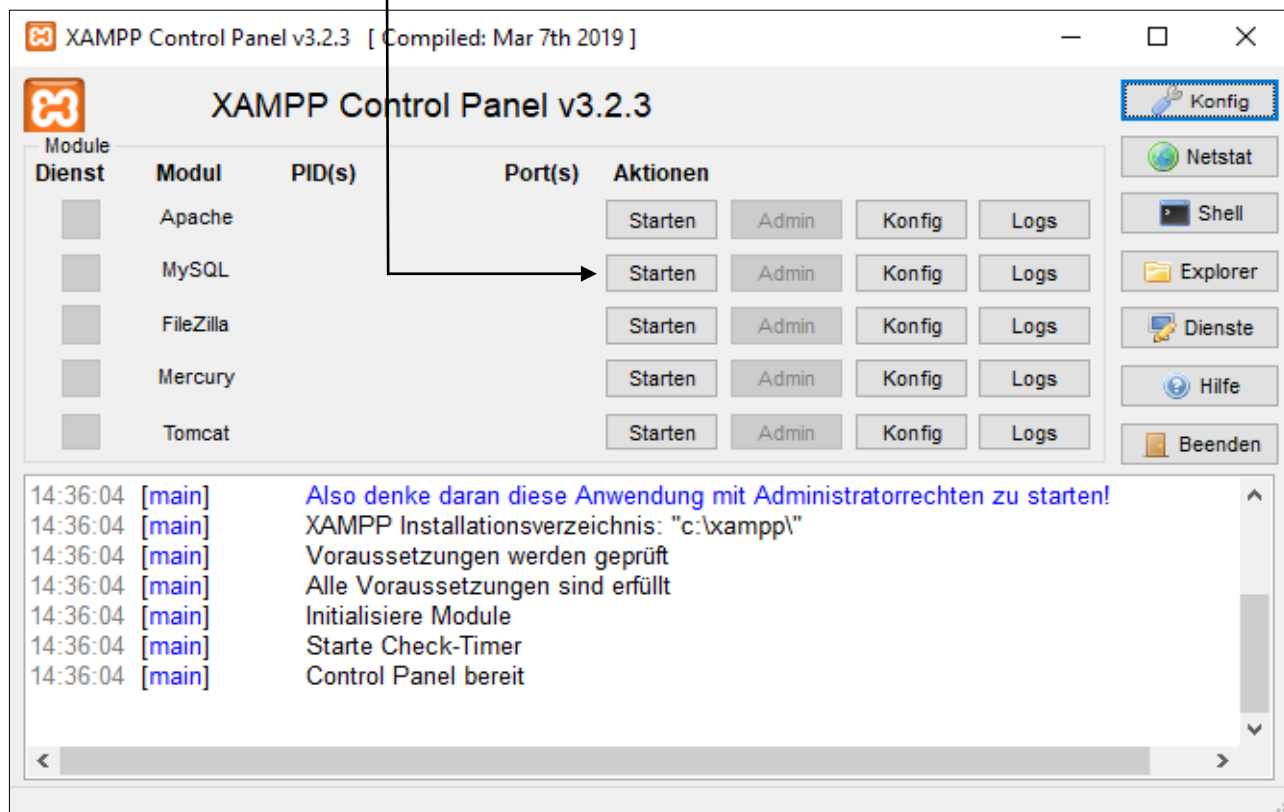 XAMPP Control Panel v3.2.3 [ Compiled: Mar 7th 2019 ]
XAMPP Control Panel v3.2.3
Konfig
Module
Dienst Modul PID(s) Port(s) Aktionen
Netstat
Apache Starten Admin Konfig Logs
Shell
MySQL Starten Admin Konfig Logs
Explorer
FileZilla Starten Admin Konfig Logs
Dienste
Mercury Starten Admin Konfig Logs
Hilfe
Tomcat Starten Admin Konfig Logs
Beenden
14:36:04 [main] Also denke daran diese Anwendung mit Administratorrechten zu starten!
14:36:04 [main] XAMPP Installationsverzeichnis: "c:\xampp\"
14:36:04 [main] Voraussetzungen werden geprüft
14:36:04 [main] Alle Voraussetzungen sind erfüllt
14:36:04 [main] Initialisiere Module
14:36:04 [main] Starte Check-Timer
14:36:04 [main] Control Panel bereit